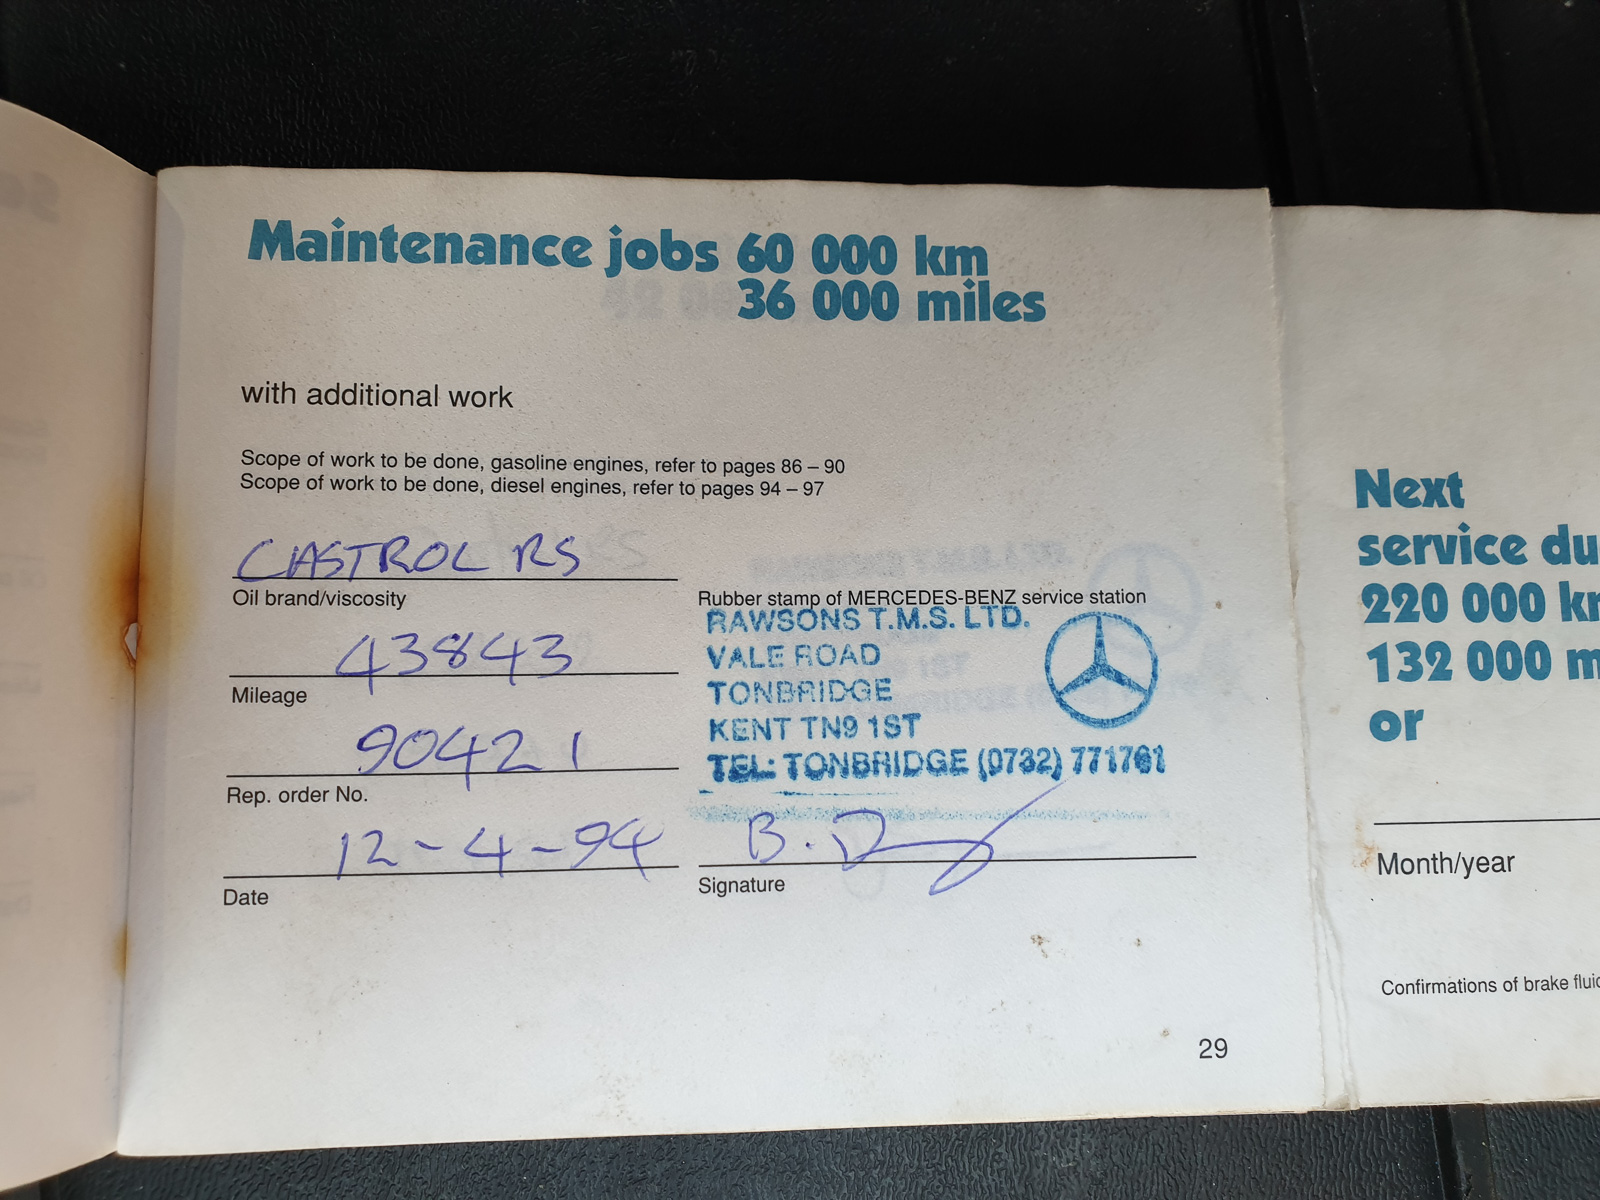 Maintenance jobs 60 000 km
36 000 miles
with additional work
Scope of work to be done, gasoline engines, refer to pages 86 – 90
Scope of work to be done, diesel engines, refer to pages 94 – 97
CASTROL RS
Oil brand/viscosity
43843
Mileage
90421
Rep. order No.
12-4-94
Date
Rubber stamp of MERCEDES-BENZ service station
RAWSONS T.M.S. LTD.
VALE ROAD
TONBRIDGE
KENT TN9 1ST
TEL: TONBRIDGE (0732) 771761
B.
Signature
29
Next
service du
220 000 k
132 000 m
or
Month/year
Confirmations of brake fluid